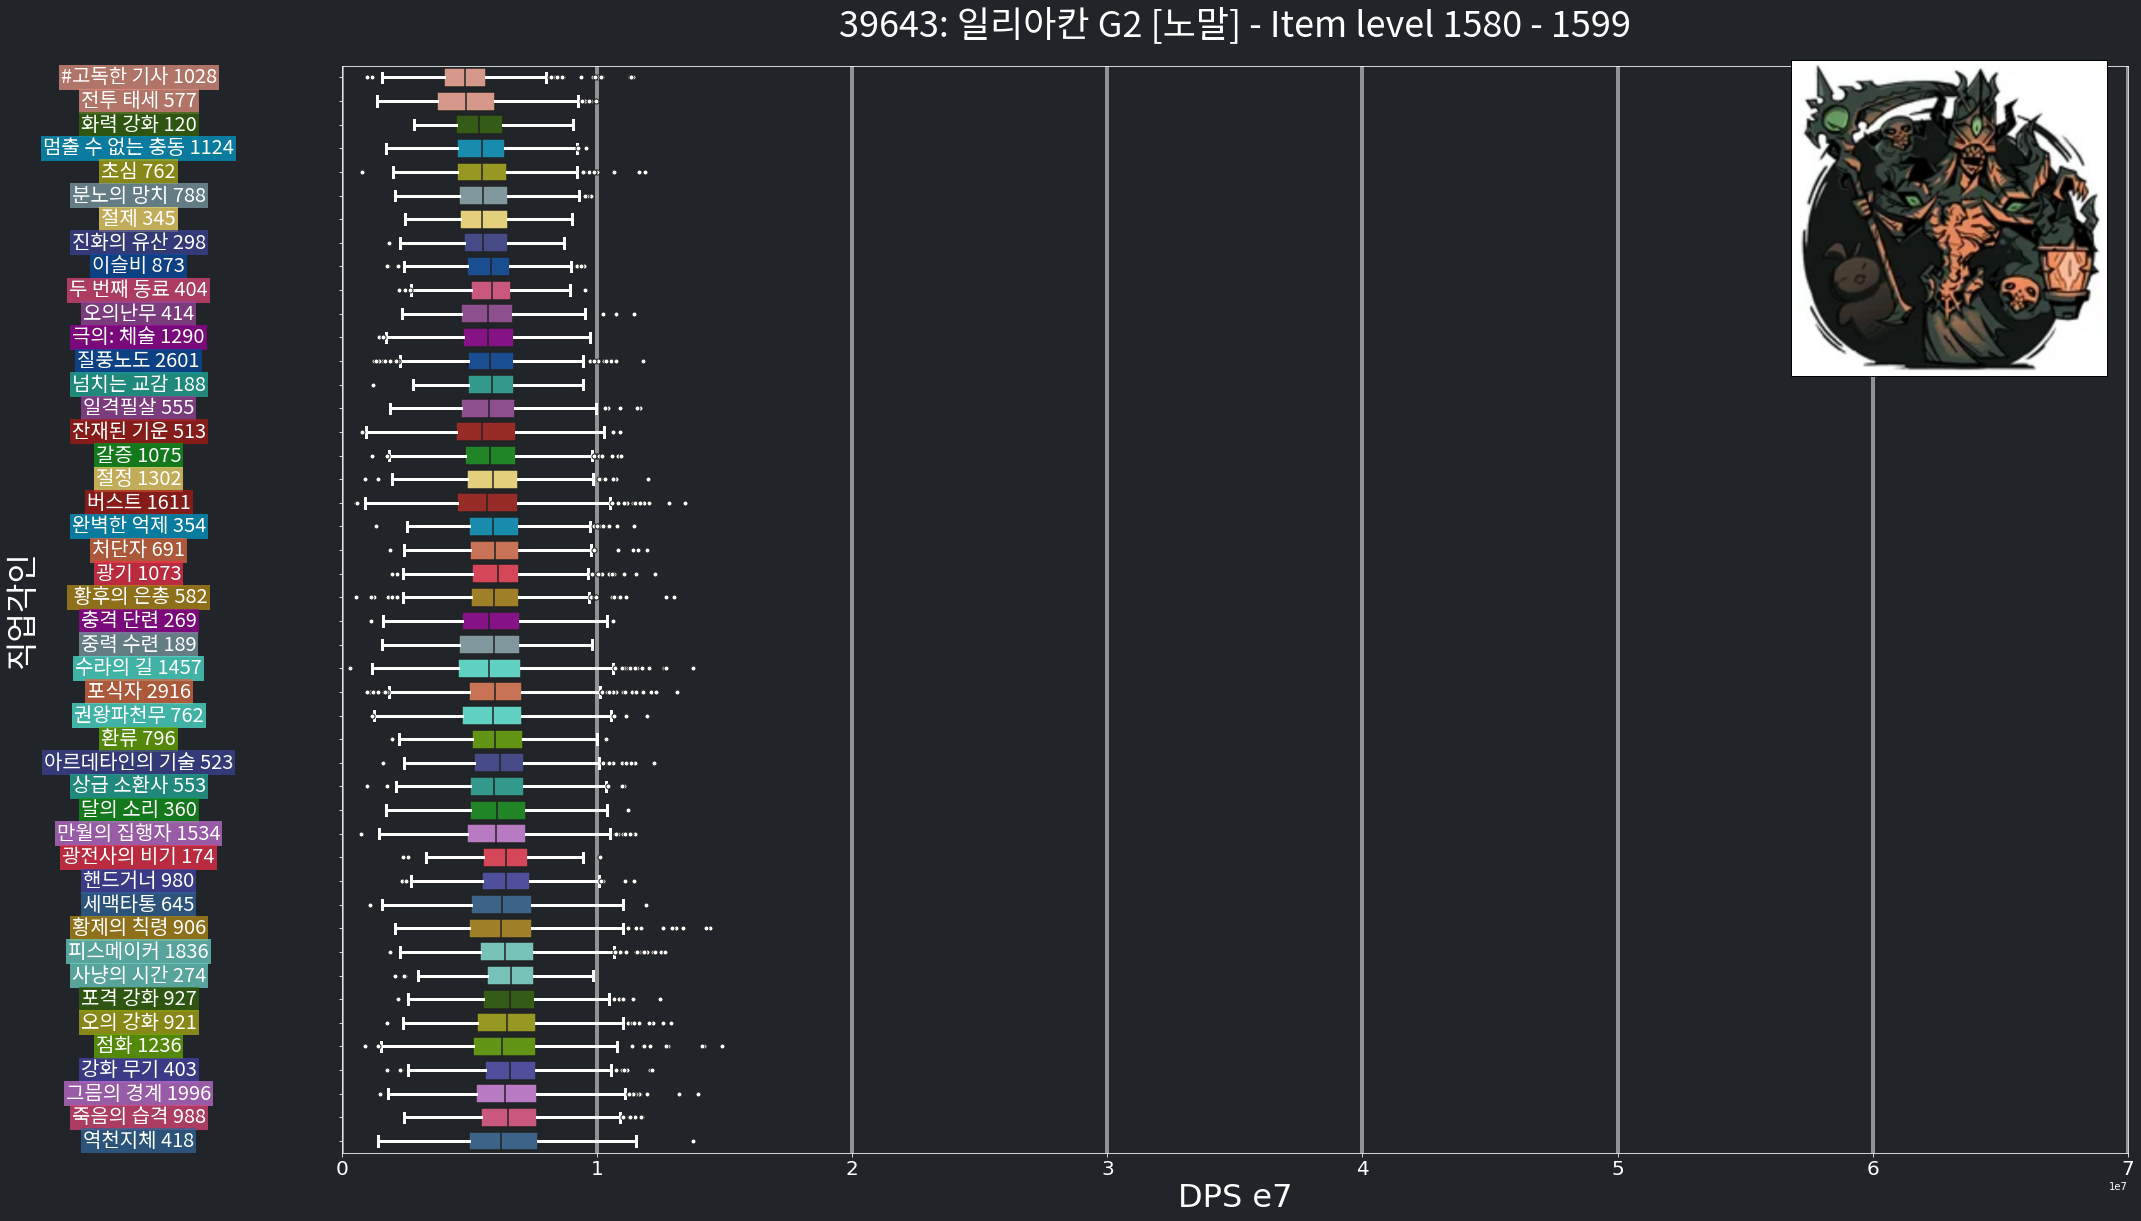 39643: 일리아칸 G2 [노말] - Item level 1580 - 1599
#고독한 기사 1028
전투 태세 577
화력 강화 120
멈출 수 없는 충동 1124
초심 762
분노의 망치 788
절제 345
진화의 유산 298
이슬비 873
두 번째 동료 404
오의난무 414
극의: 체술 1290
질풍노도 2601
넘치는 교감 188
일격필살 555
잔재된 기운 513
갈증 1075
절정 1302
버스트 1611
완벽한 억제 354
처단자 691
광기 1073
황후의 은총 582
충격 단련 269
중력 수련 189
수라의 길 1457
포식자 2916
권왕파천무 762
환류 796
아르데타인의 기술 523
상급 소환사 553
달의 소리 360
만월의 집행자 1534
광전사의 비기 174
핸드거너 980
세맥타통 645
황제의 칙령 906
피스메이커 1836
사냥의 시간 274
포격 강화 927
오의 강화 921
점화 1236
강화 무기 403
그믐의 경계 1996
죽음의 습격 988
역천지체 418
직업각인
0 1 2 3 4 5 6 7
DPS e7
1e7